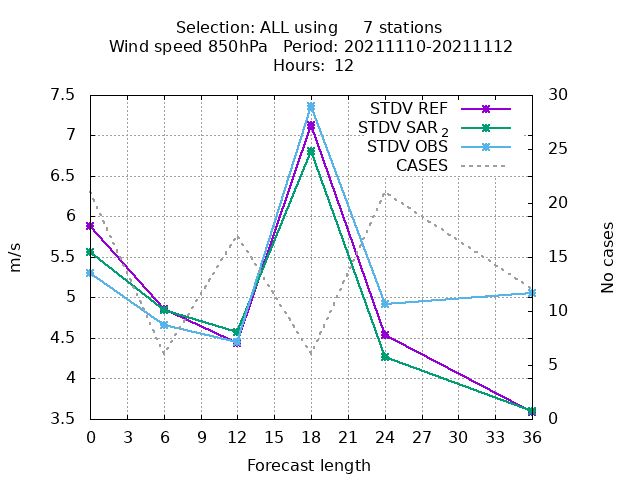 Selection: ALL using 7 stations
Wind speed 850hPa Period: 20211110-20211112
Hours: 12
STDV REF
STDV SAR 2
STDV OBS
CASES
7.5
7
6.5
6
5.5
5
4.5
4
3.5
m/s
30
25
20
15
10
5
0
No cases
0 3 6 9 12 15 18 21 24 27 30 33 36
Forecast length